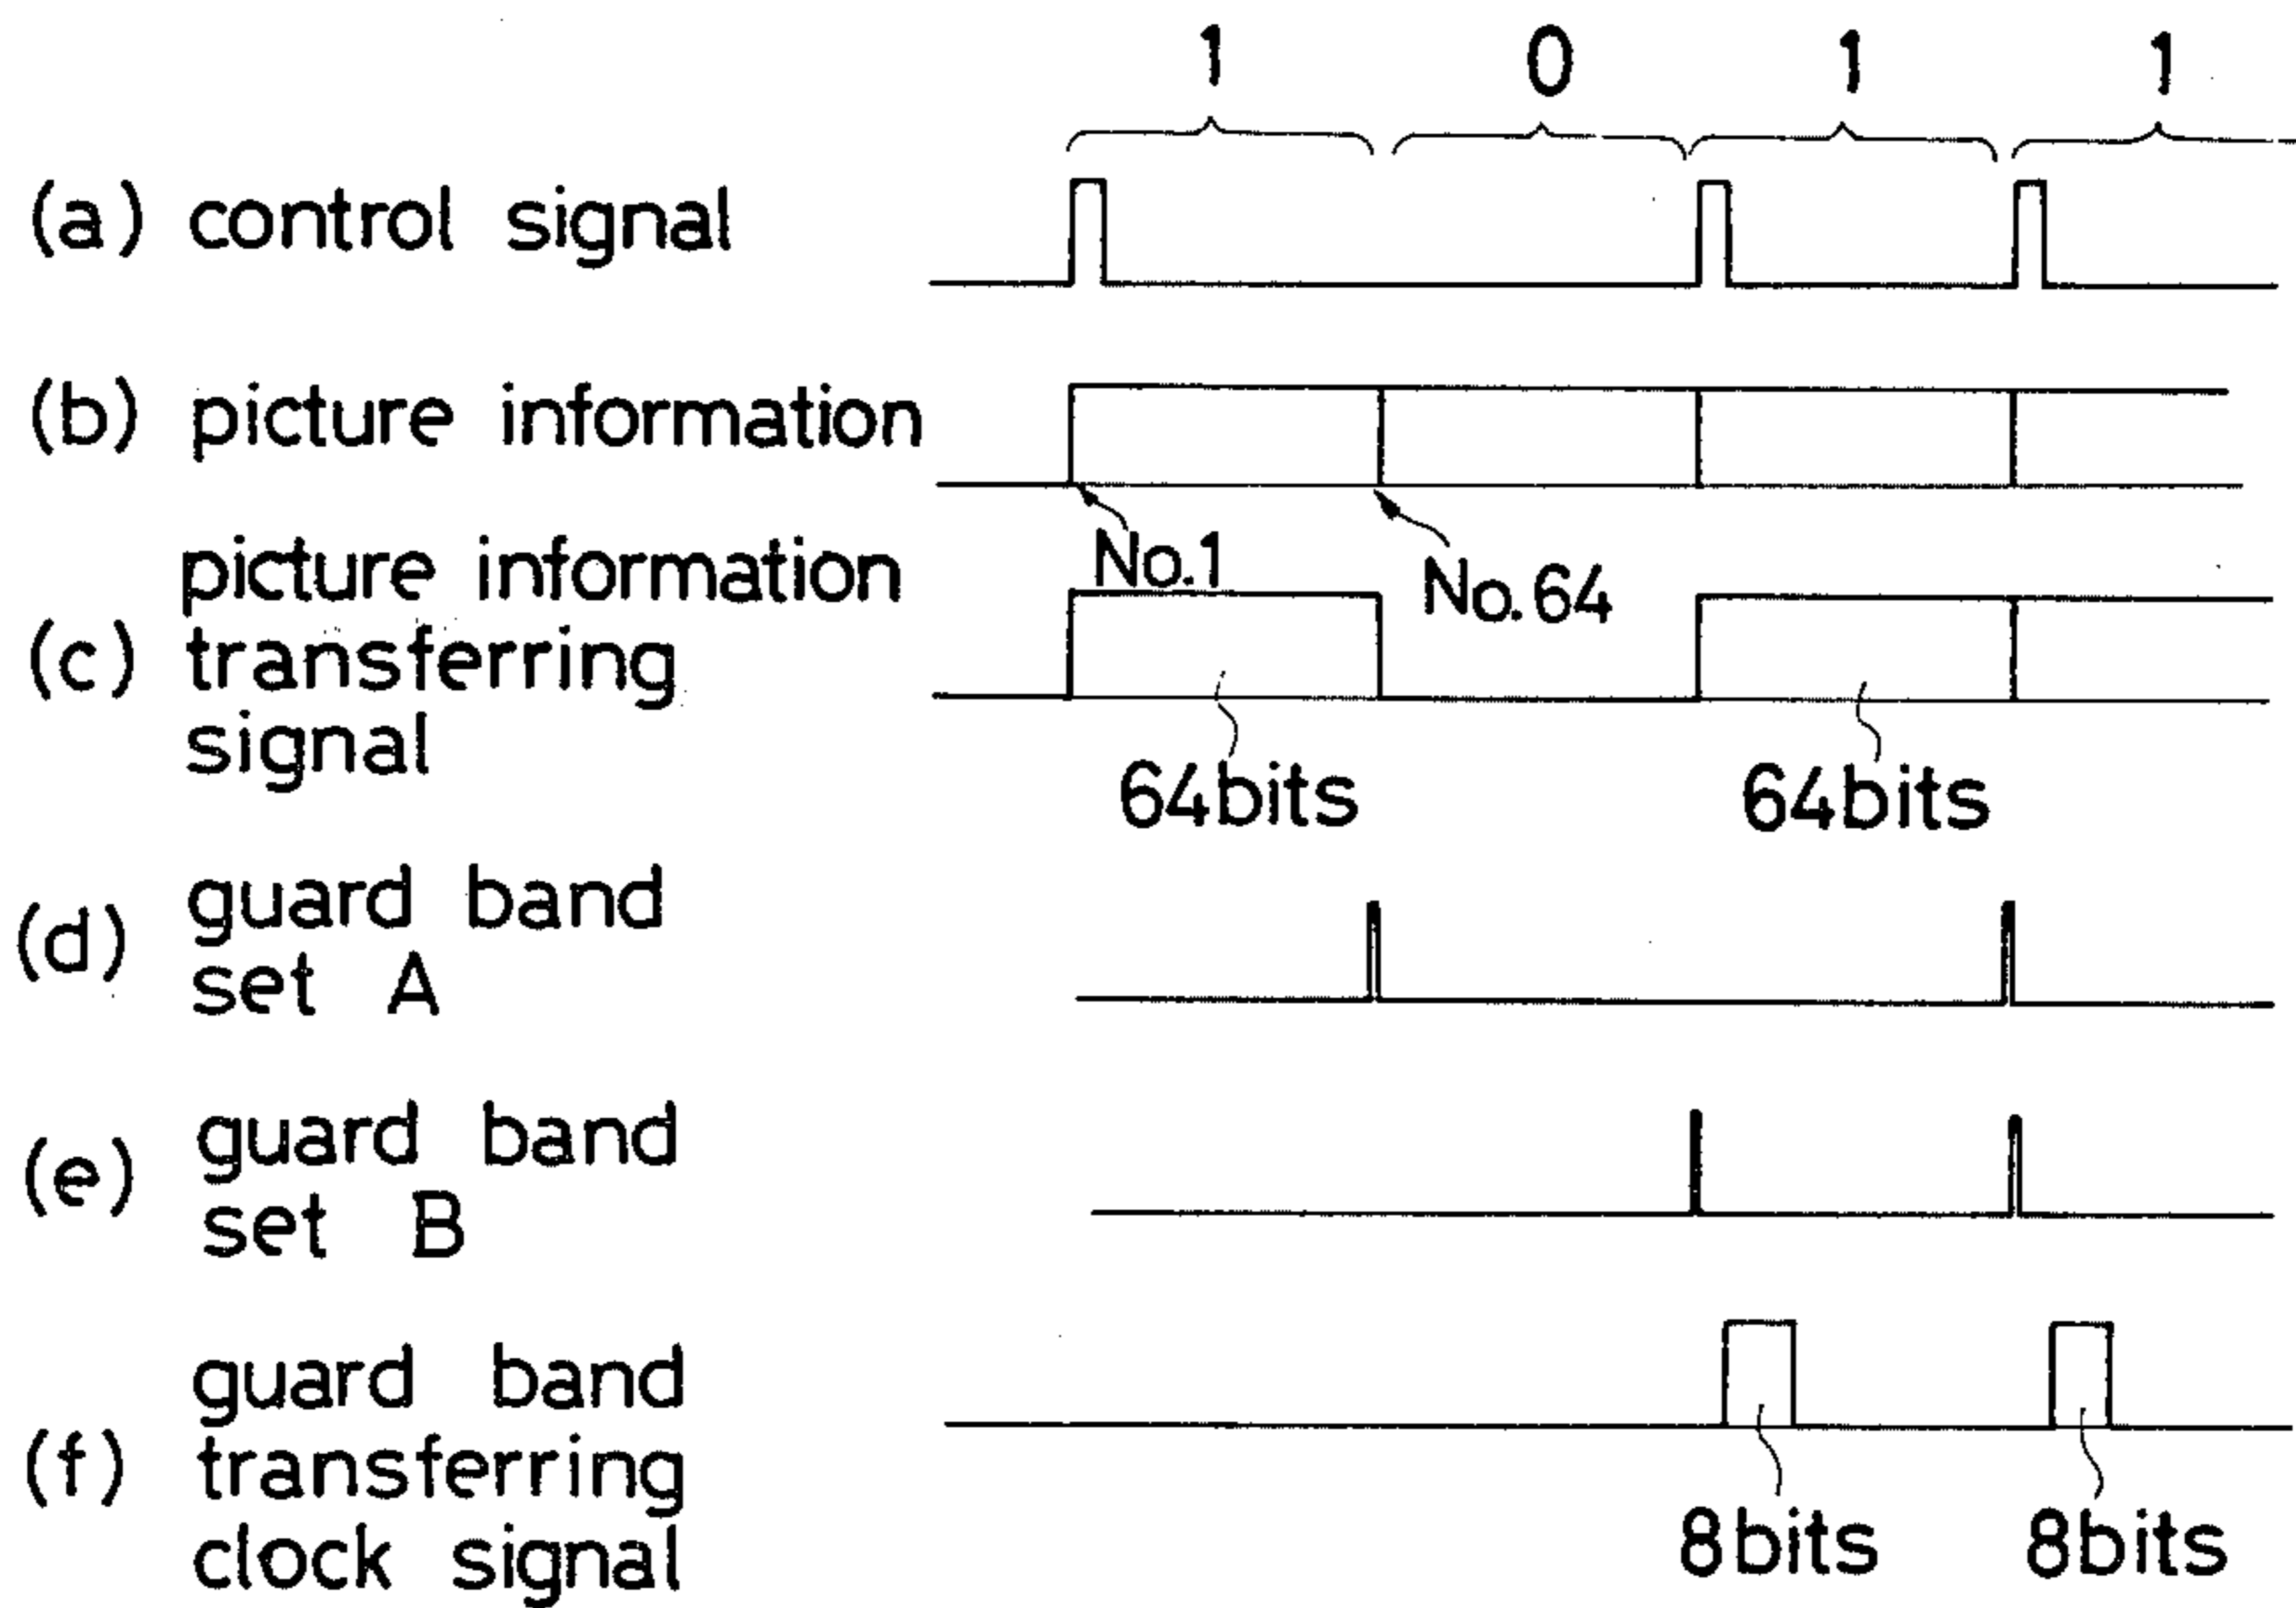 1 0 1 1
(a) control signal
(b) picture information
No.1
No.64
picture information
(c) transferring
signal
64bits 64bits
guard band
(d)
set A
guard band
(e)
set B
guard band
(f) transferring
clock signal
8bits 8bits